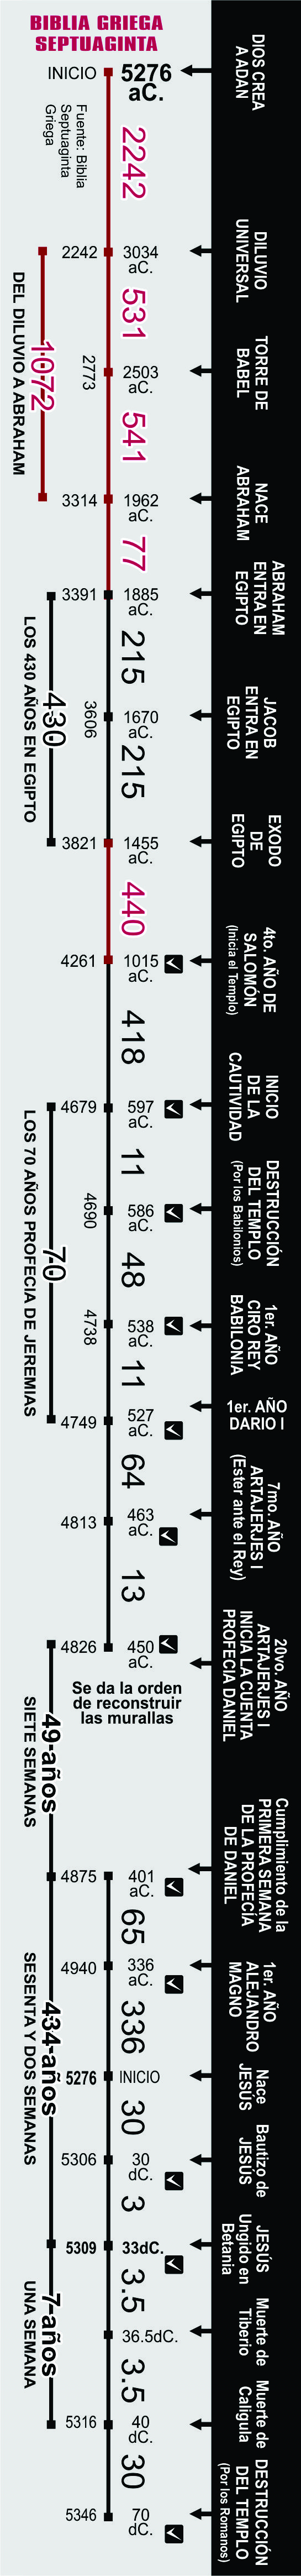 BIBLIA GRIEGA
SEPTUAGINTA
INICIO
5276
aC.
DIOS CREA
A ADAN
Fuente: Biblia
Septuaginta
Griega
2242
2242
3034
aC.
DILUVIO
UNIVERSAL
531
2773
2503
aC.
TORRE DE
BABEL
1072
DEL DILUVIO A ABRAHAM
541
3314
1962
aC.
NACE
ABRAHAM
77
3391
1885
aC.
ABRAHAM
ENTRA EN
EGIPTO
215
3606
1670
aC.
JACOB
ENTRA EN
EGIPTO
430
LOS 430 AÑOS EN EGIPTO
215
3821
1455
aC.
EXODO
DE
EGIPTO
440
4261
1015
aC.
4to. AÑO DE
SALOMÓN
(Inicia el Templo)
418
4679
597
aC.
INICIO
DE LA
CAUTIVIDAD
11
4690
586
aC.
DESTRUCCIÓN
DEL TEMPLO
(Por los Babilonios)
70
LOS 70 AÑOS PROFECIA DE JEREMIAS
48
4738
538
aC.
1er. AÑO
CIRO REY
BABILONIA
11
4749
527
aC.
1er. AÑO
DARIO I
64
4813
463
aC.
7mo. AÑO
ARTAJERJES I
(Ester ante el Rey)
13
4826
450
aC.
20vo. AÑO
ARTAJERJES I
INICIA LA CUENTA
PROFECIA DANIEL
Se da la orden
de reconstruir
las murallas
49-años
SIETE SEMANAS
4875
401
aC.
Cumplimiento de la
PRIMERA SEMANA
DE LA PROFECÍA
DE DANIEL
65
4940
336
aC.
1er. AÑO
ALEJANDRO
MAGNO
336
434-años
SESENTA Y DOS SEMANAS
5276
INICIO
Nace
JESÚS
30
5306
30
dC.
Bautizo de
JESÚS
3
5309
33dC.
JESÚS
Ungido en
Betania
3.5
7-años
UNA SEMANA
36.5dC.
Muerte de
Tiberio
3.5
5316
40
dC.
Muerte de
Caligula
30
5346
70
dC.
DESTRUCCIÓN
DEL TEMPLO
(Por los Romanos)